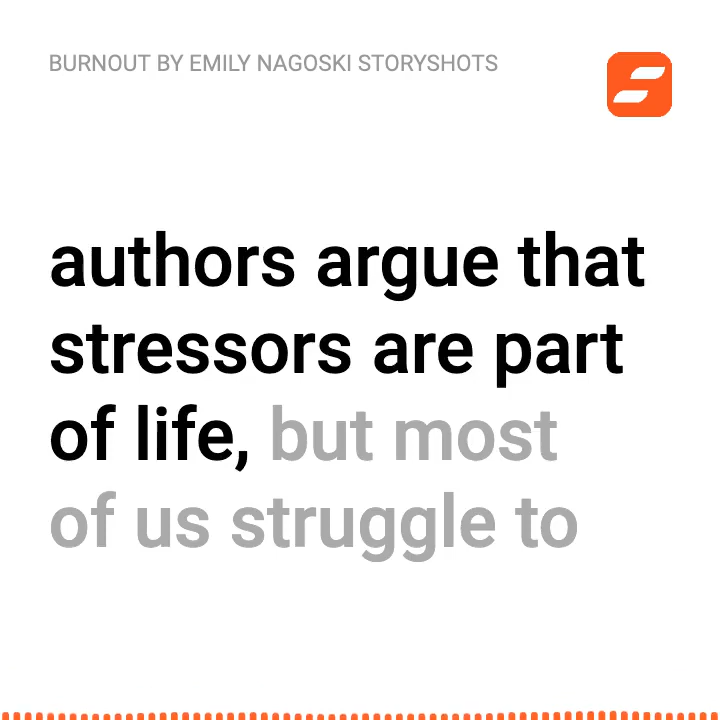 BURNOUT BY EMILY NAGOSKI STORYSHOTS
authors argue that
stressors are part
of life, but most
of us struggle to